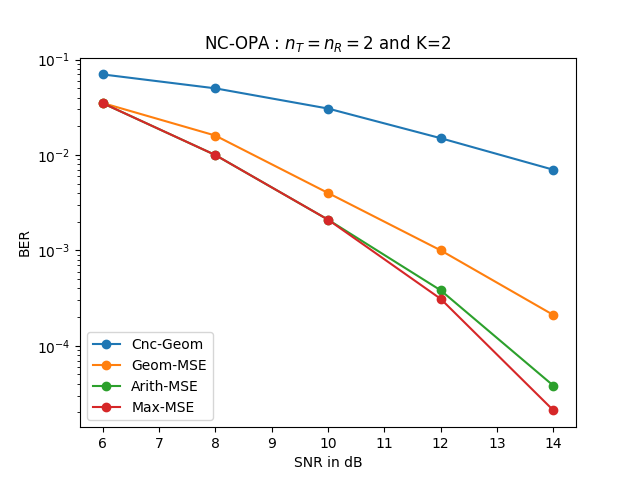 NC-OPA : $n_T = n_R = 2$ and K=2
10^{-1}
10^{-2}
10^{-3}
10^{-4}
BER
Cnc-Geom
Geom-MSE
Arith-MSE
Max-MSE
6 7 8 9 10 11 12 13 14
SNR in dB